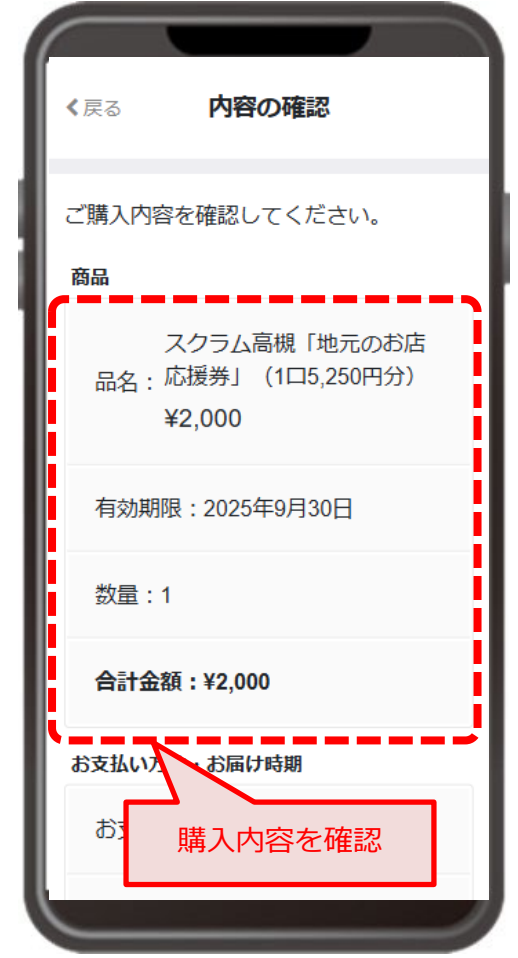 戻る
内容の確認
ご購入内容を確認してください。
商品
品名：
スクラム高槻「地元のお店
応援券」（1口5,250円分）
¥2,000
有効期限：2025年9月30日
数量：1
合計金額：¥2,000
お支払い方・お届け時期
お
購入内容を確認